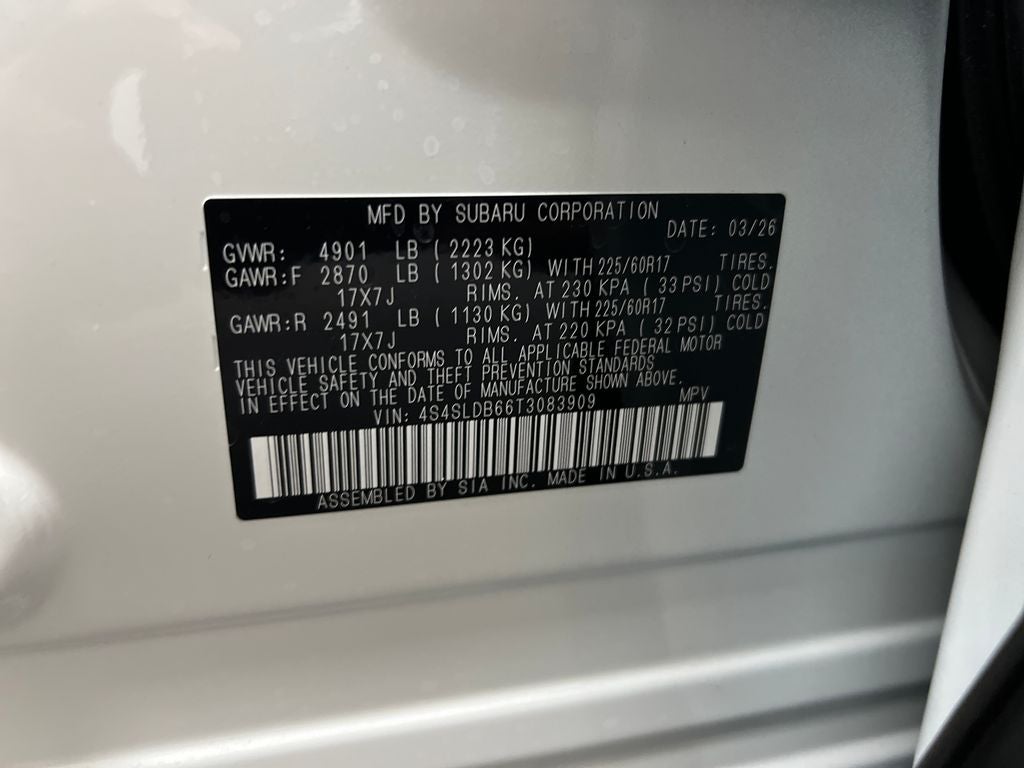 MFD BY SUBARU CORPORATION
DATE: 03/26
GVWR: 4901 LB ( 2223 KG)
GAWR:F 2870 LB ( 1302 KG) WITH 225/60R17 TIRES.
17X7J RIMS. AT 230 KPA ( 33 PSI) COLD
GAWR:R 2491 LB ( 1130 KG) WITH 225/60R17 TIRES.
17X7J RIMS. AT 220 KPA ( 32 PSI) COLD
THIS VEHICLE CONFORMS TO ALL APPLICABLE FEDERAL MOTOR
VEHICLE SAFETY AND THEFT PREVENTION STANDARDS
IN EFFECT ON THE DATE OF MANUFACTURE SHOWN ABOVE.
VIN: 4S4SLDB66T3083909 MPV
ASSEMBLED BY SIA INC. MADE IN U.S.A.